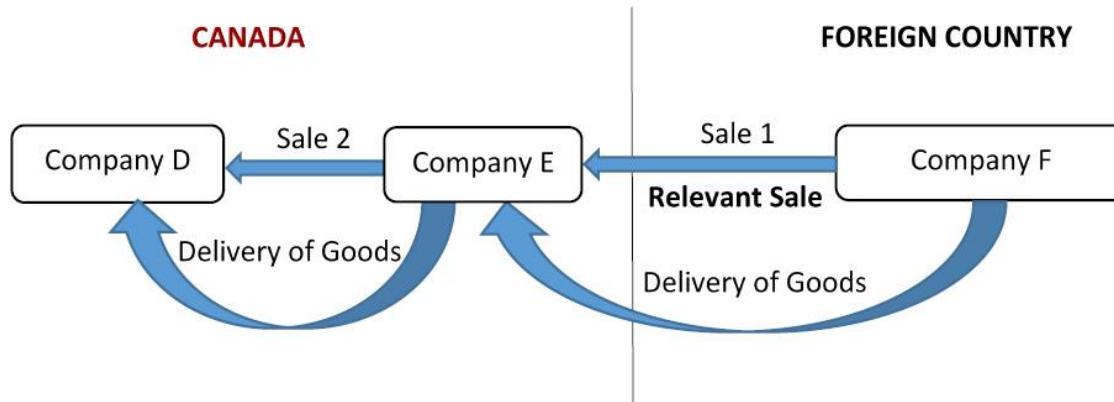 CANADA
FOREIGN COUNTRY
Company D
Sale 2
Company E
Sale 1
Company F
Relevant Sale
Delivery of Goods
Delivery of Goods